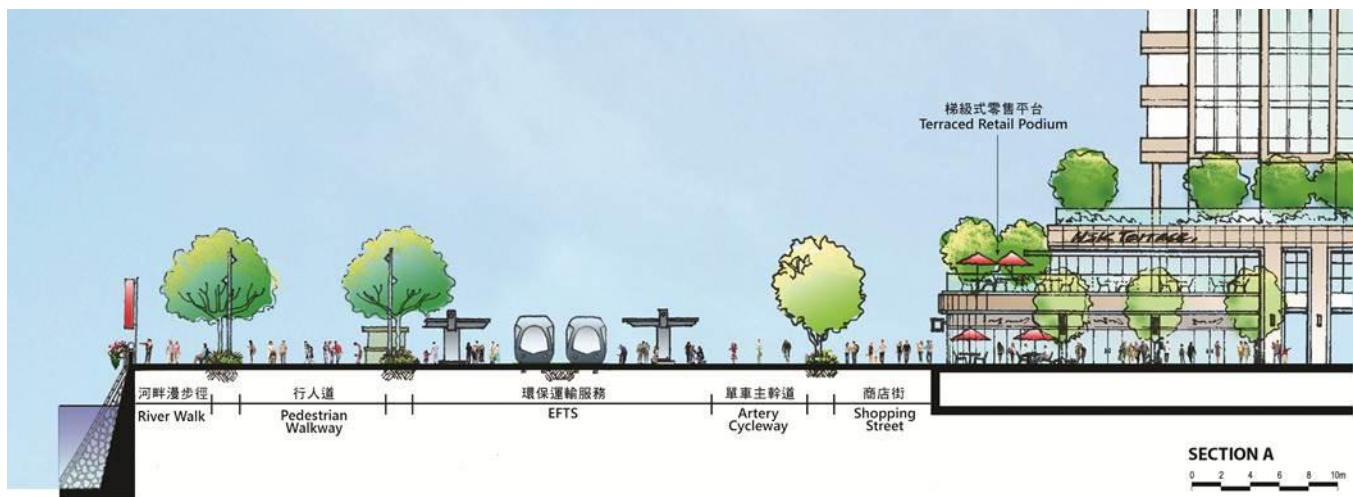 梯級式零售平台
Terraced Retail Podium
NSK TERRACE
河畔漫步徑
River Walk
行人道
Pedestrian
Walkway
環保運輸服務
EFTS
單車主幹道
Artery
Cycleway
商店街
Shopping
Street
SECTION A
0 2 4 6 8 10m